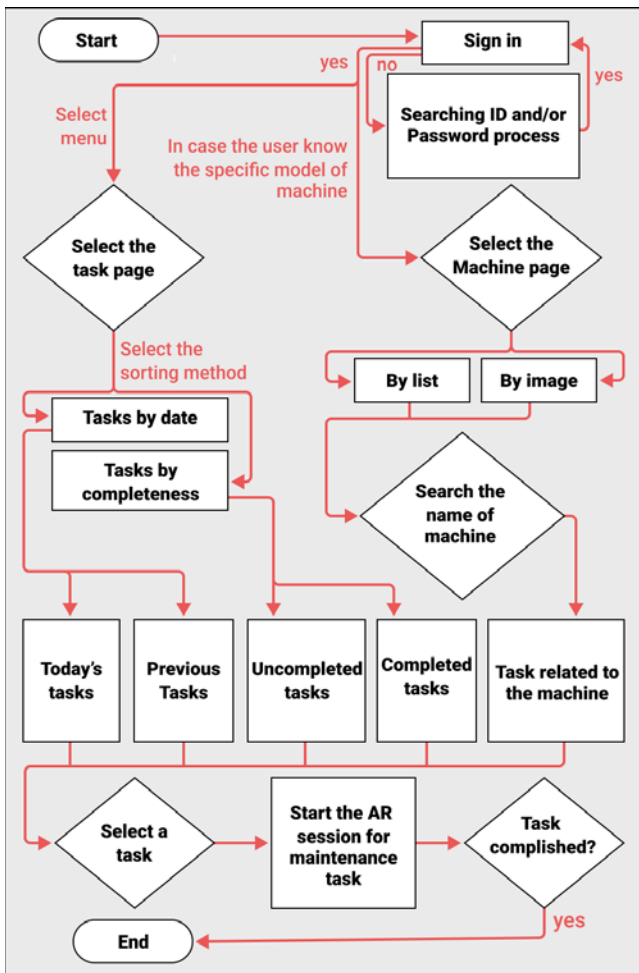 Start
Sign in
yes
no
yes
Searching ID and/or
Password process
Select
menu
In case the user know
the specific model of
machine
Select the
task page
Select the
Machine page
Select the
sorting method
By list
By image
Tasks by date
Tasks by
completeness
Search the
name of
machine
Today's
tasks
Previous
Tasks
Uncompleted
tasks
Completed
tasks
Task related to
the machine
Select a
task
Start the AR
session for
maintenance
task
Task
complished?
yes
End